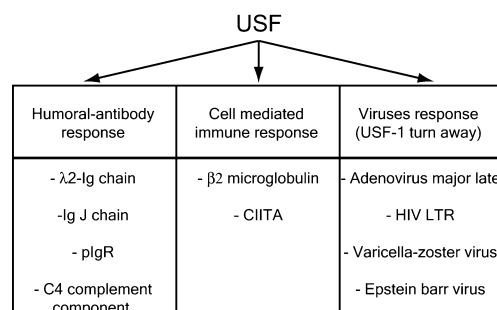 USF
Humoral-antibody
response
Cell mediated
immune response
Viruses response
(USF-1 turn away)
- λ2-Ig chain
-Ig J chain
- pIgR
- C4 complement
component
- β2 microglobulin
- CIITA
- Adenovirus major late
- HIV LTR
- Varicella-zoster virus
- Epstein barr virus